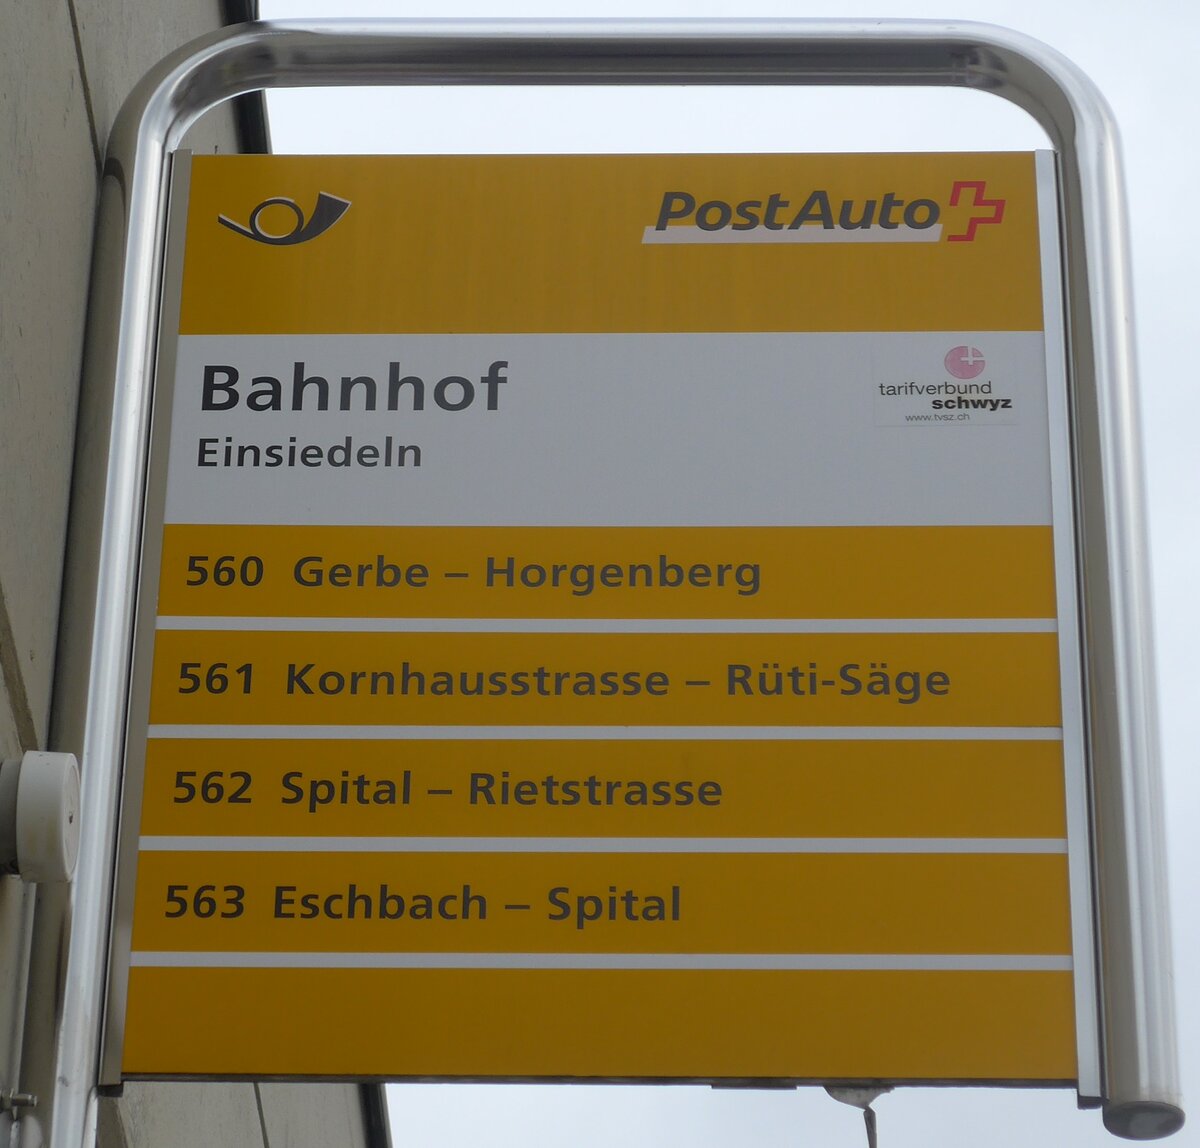 PostAuto
Bahnhof
Einsiedeln
tarifverbund
schwyz
www.tvsz.ch
560 Gerbe – Horgenberg
561 Kornhausstrasse – Rüti-Säge
562 Spital – Rietstrasse
563 Eschbach – Spital